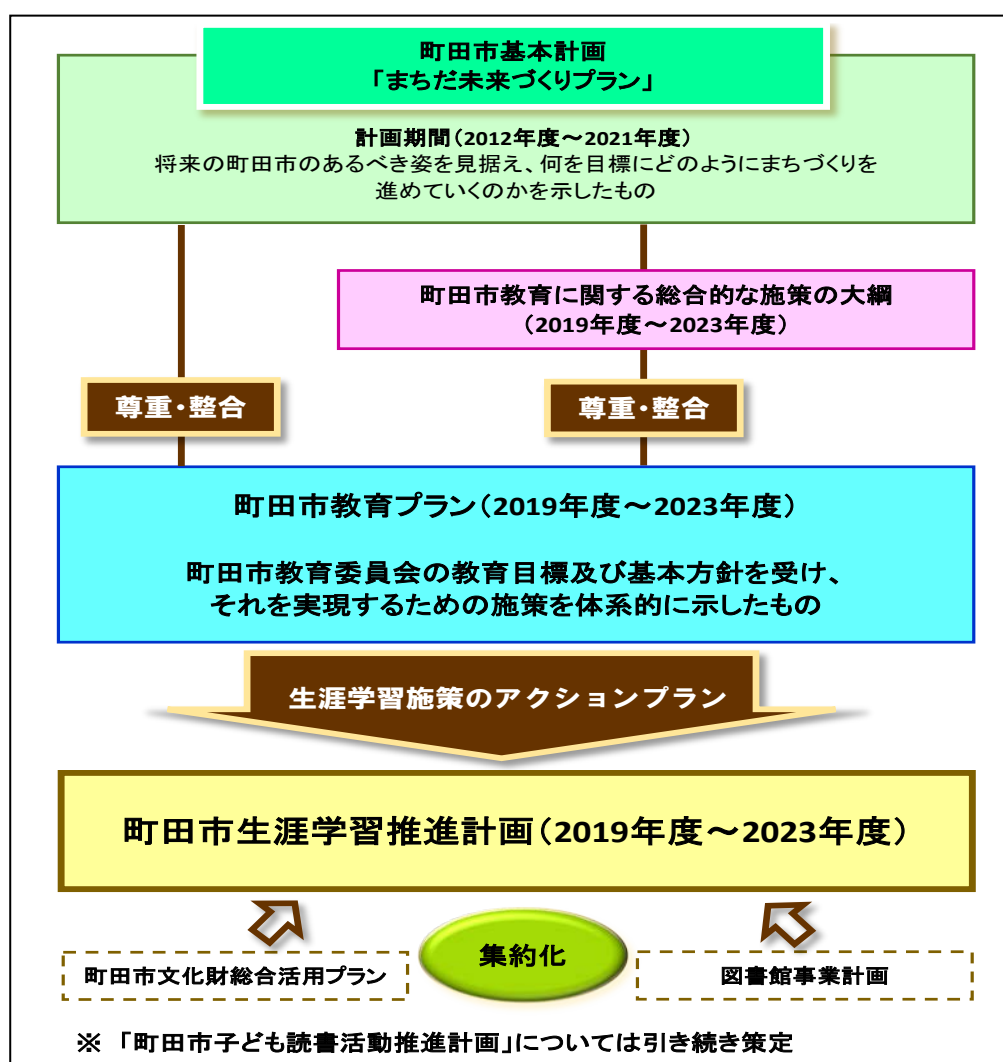 町田市基本計画
「まちだ未来づくりプラン」
計画期間(2012年度～2021年度)
将来の町田市のあるべき姿を見据え、何を目標にどのようにまちづくりを
進めていくのかを示したもの
町田市教育に関する総合的な施策の大綱
(2019年度～2023年度)
尊重・整合
尊重・整合
町田市教育プラン(2019年度～2023年度)
町田市教育委員会の教育目標及び基本方針を受け、
それを実現するための施策を体系的に示したもの
生涯学習施策のアクションプラン
町田市生涯学習推進計画(2019年度～2023年度)
集約化
町田市文化財総合活用プラン
図書館事業計画
※ 「町田市子ども読書活動推進計画」については引き続き策定